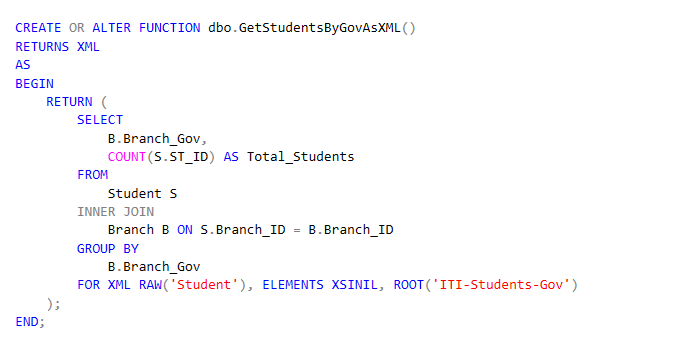 CREATE OR ALTER FUNCTION dbo.GetStudentsByGovAsXML()
RETURNS XML
AS
BEGIN
    RETURN (
        SELECT
            B.Branch_Gov,
            COUNT(S.ST_ID) AS Total_Students
        FROM
            Student S
        INNER JOIN
            Branch B ON S.Branch_ID = B.Branch_ID
        GROUP BY
            B.Branch_Gov
        FOR XML RAW('Student'), ELEMENTS XSINIL, ROOT('ITI-Students-Gov')
    );
END;